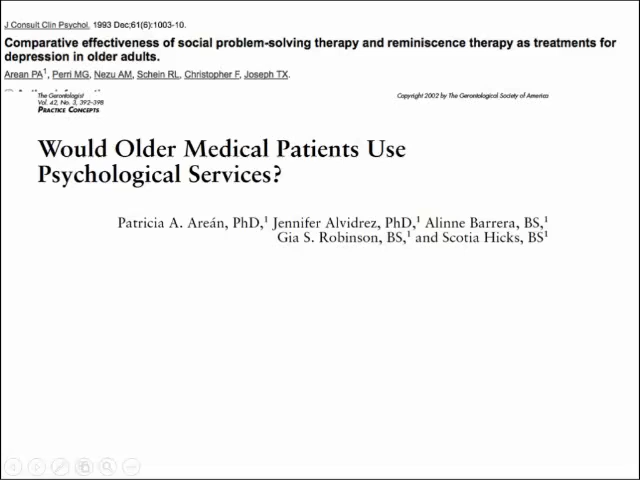 J Consult Clin Psychol. 1993 Dec;61(6):1003-10.
Comparative effectiveness of social problem-solving therapy and reminiscence therapy as treatments for
depression in older adults.
Arean PA1, Perri MG, Nezu AM, Schein RL, Christopher F, Joseph TX.
The Gerontologist
Vol. 42, No. 3, 392–398
PRACTICE CONCEPTS
Copyright 2002 by The Gerontological Society of America
Would Older Medical Patients Use
Psychological Services?
Patricia A. Areán, PhD,1 Jennifer Alvidrez, PhD,1 Alinne Barrera, BS,1
Gia S. Robinson, BS,1 and Scotia Hicks, BS1